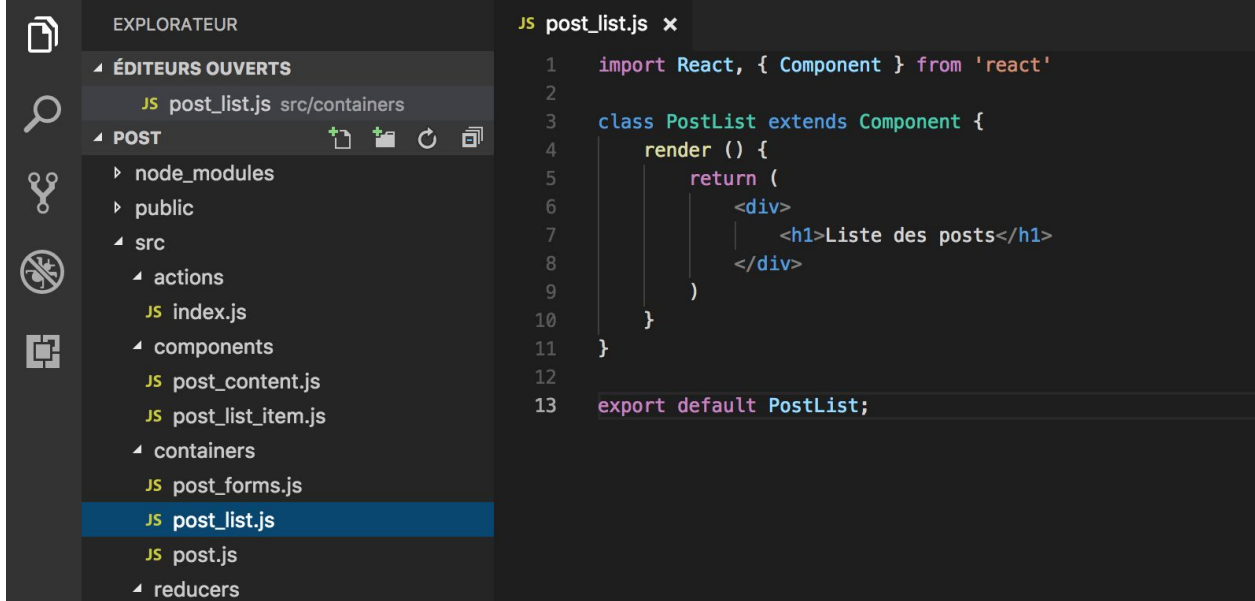 EXPLORATEUR
ÉDITEURS OUVERTS
JS post_list.js src/containers
POST
node_modules
public
src
actions
JS index.js
components
JS post_content.js
JS post_list_item.js
containers
JS post_forms.js
JS post_list.js
JS post.js
reducers
JS post_list.js ×
1 import React, { Component } from 'react'
2
3 class PostList extends Component {
4 render () {
5 return (
6 <div>
7 <h1>Liste des posts</h1>
8 </div>
9 )
10 }
11 }
12
13 export default PostList;